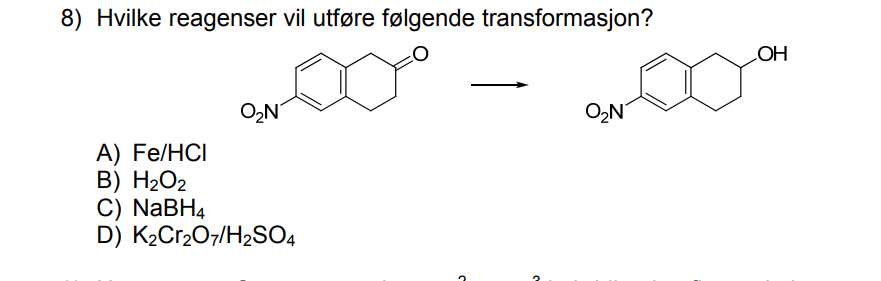 8) Hvilke reagenser vil utføre følgende transformasjon?
O OH
O₂N O₂N
A) Fe/HCl
B) H₂O₂
C) NaBH₄
D) K₂Cr₂O₇/H₂SO₄